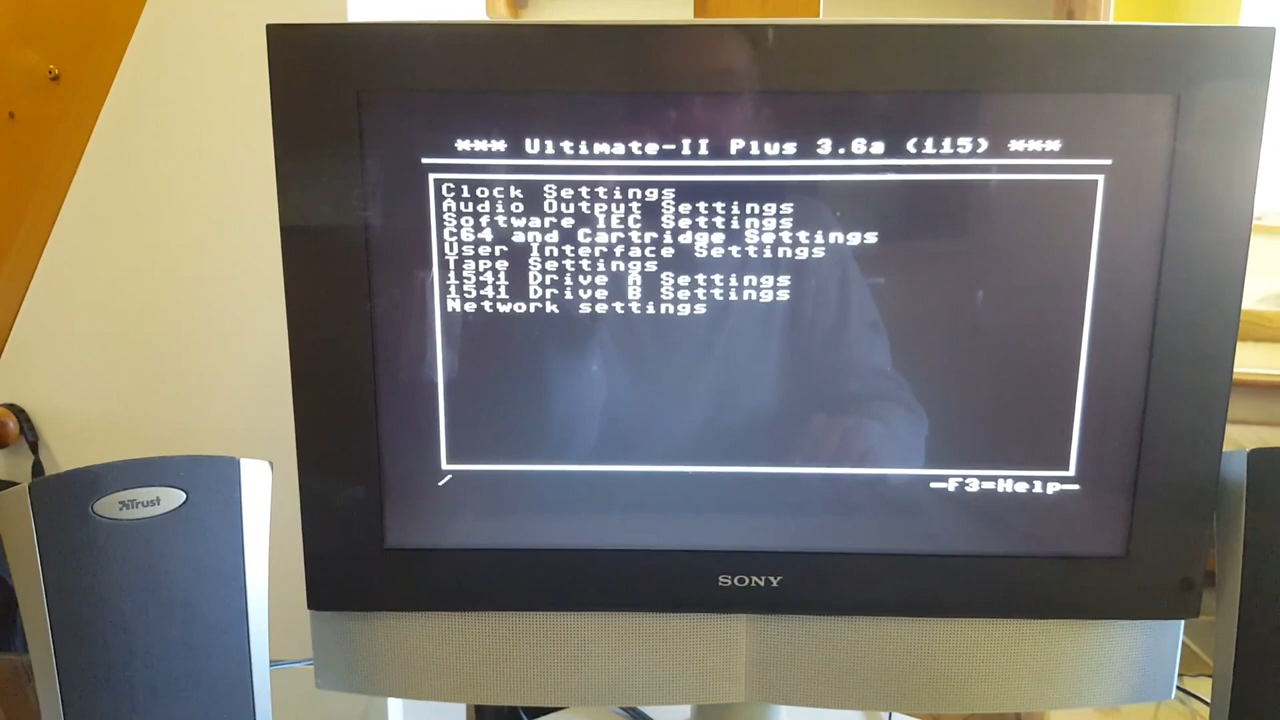 *** Ultimate-II Plus 3.6a (115) ***
Clock Settings
Audio Output Settings
Software IEC Settings
C64 and Cartridge Settings
User Interface Settings
Tape Settings
1541 Drive A Settings
1541 Drive B Settings
Network settings
/
—F3=Help—
Trust
SONY